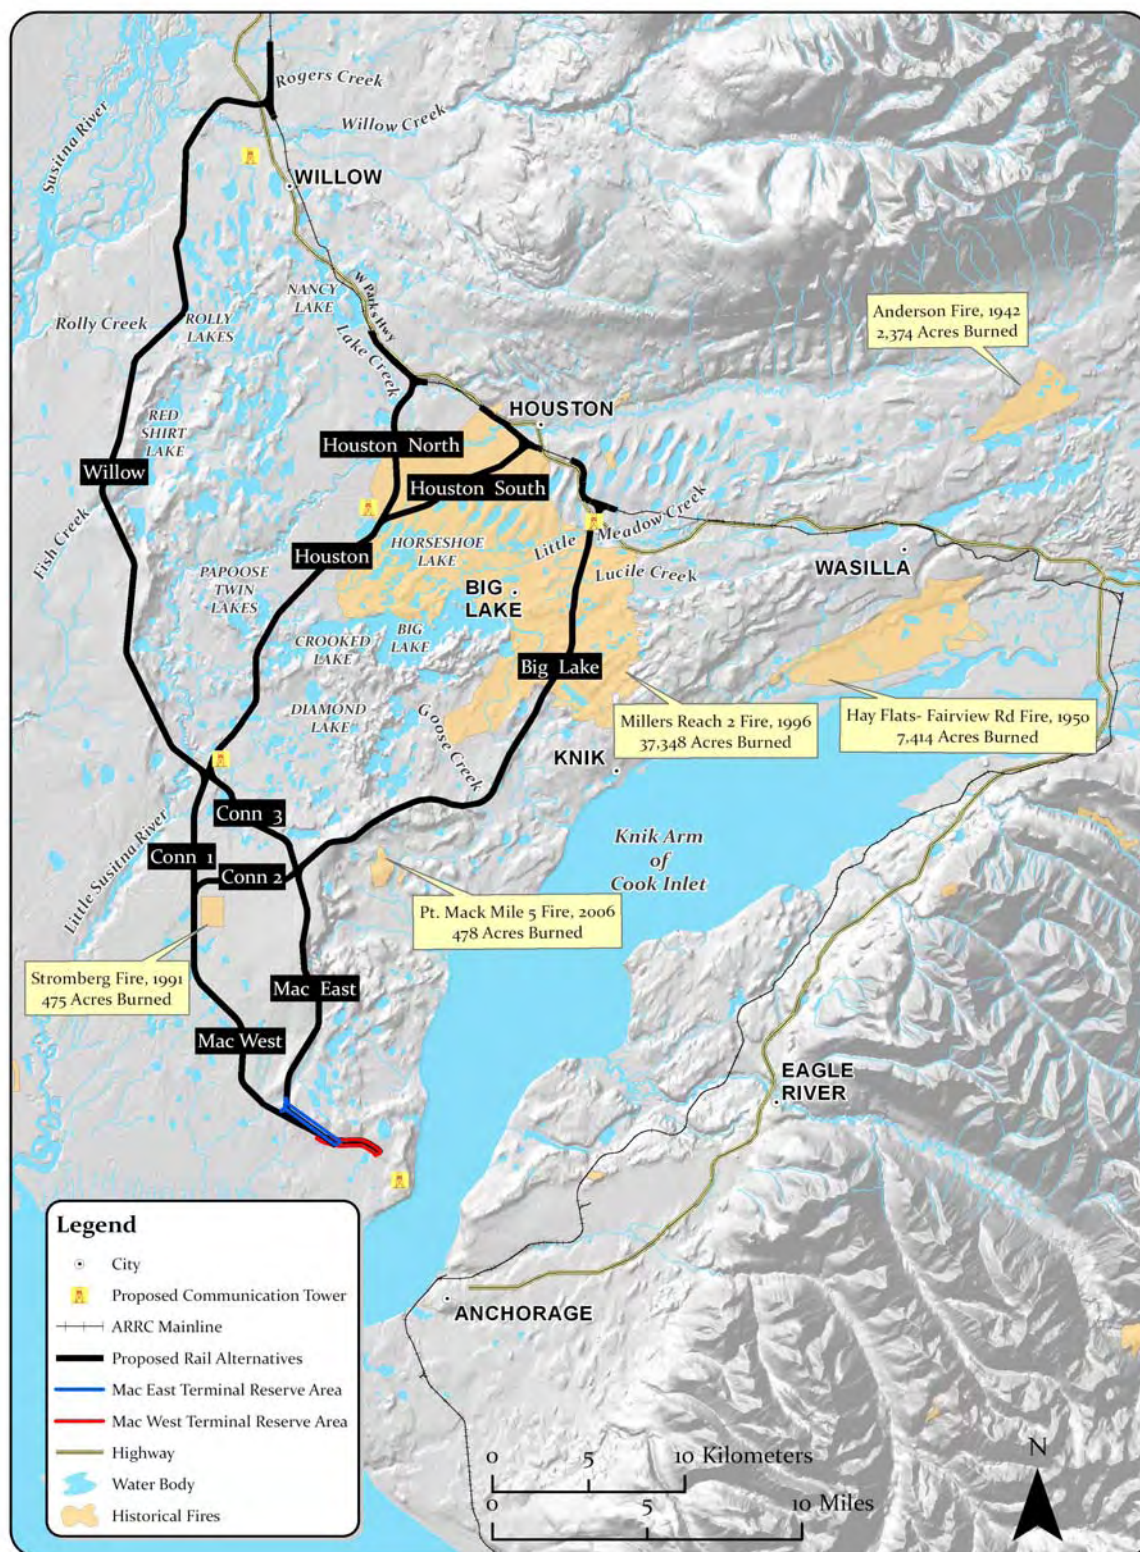 Rogers Creek
Willow Creek
Susitna River
WILLOW
NANCY
LAKE
W Parks Hwy
Rolly Creek
ROLLY
LAKES
Lake Creek
Anderson Fire, 1942
2,374 Acres Burned
RED
SHIRT
LAKE
HOUSTON
Houston North
Willow
Houston South
Fish Creek
HORSESHOE
LAKE
Little Meadow Creek
Houston
WASILLA
PAPOOSE
TWIN
LAKES
BIG
LAKE
Lucile Creek
CROOKED
LAKE
BIG
LAKE
Big Lake
DIAMOND
LAKE
Goose Creek
Millers Reach 2 Fire, 1996
37,348 Acres Burned
Hay Flats- Fairview Rd Fire, 1950
7,414 Acres Burned
KNIK
Conn 3
Little Susitna River
Conn 1
Conn 2
Knik Arm
of
Cook Inlet
Pt. Mack Mile 5 Fire, 2006
478 Acres Burned
Stromberg Fire, 1991
475 Acres Burned
Mac East
Mac West
EAGLE
RIVER
ANCHORAGE
Legend
City
Proposed Communication Tower
ARRC Mainline
Proposed Rail Alternatives
Mac East Terminal Reserve Area
Mac West Terminal Reserve Area
Highway
Water Body
Historical Fires
0 5 10 Kilometers
0 5 10 Miles
N